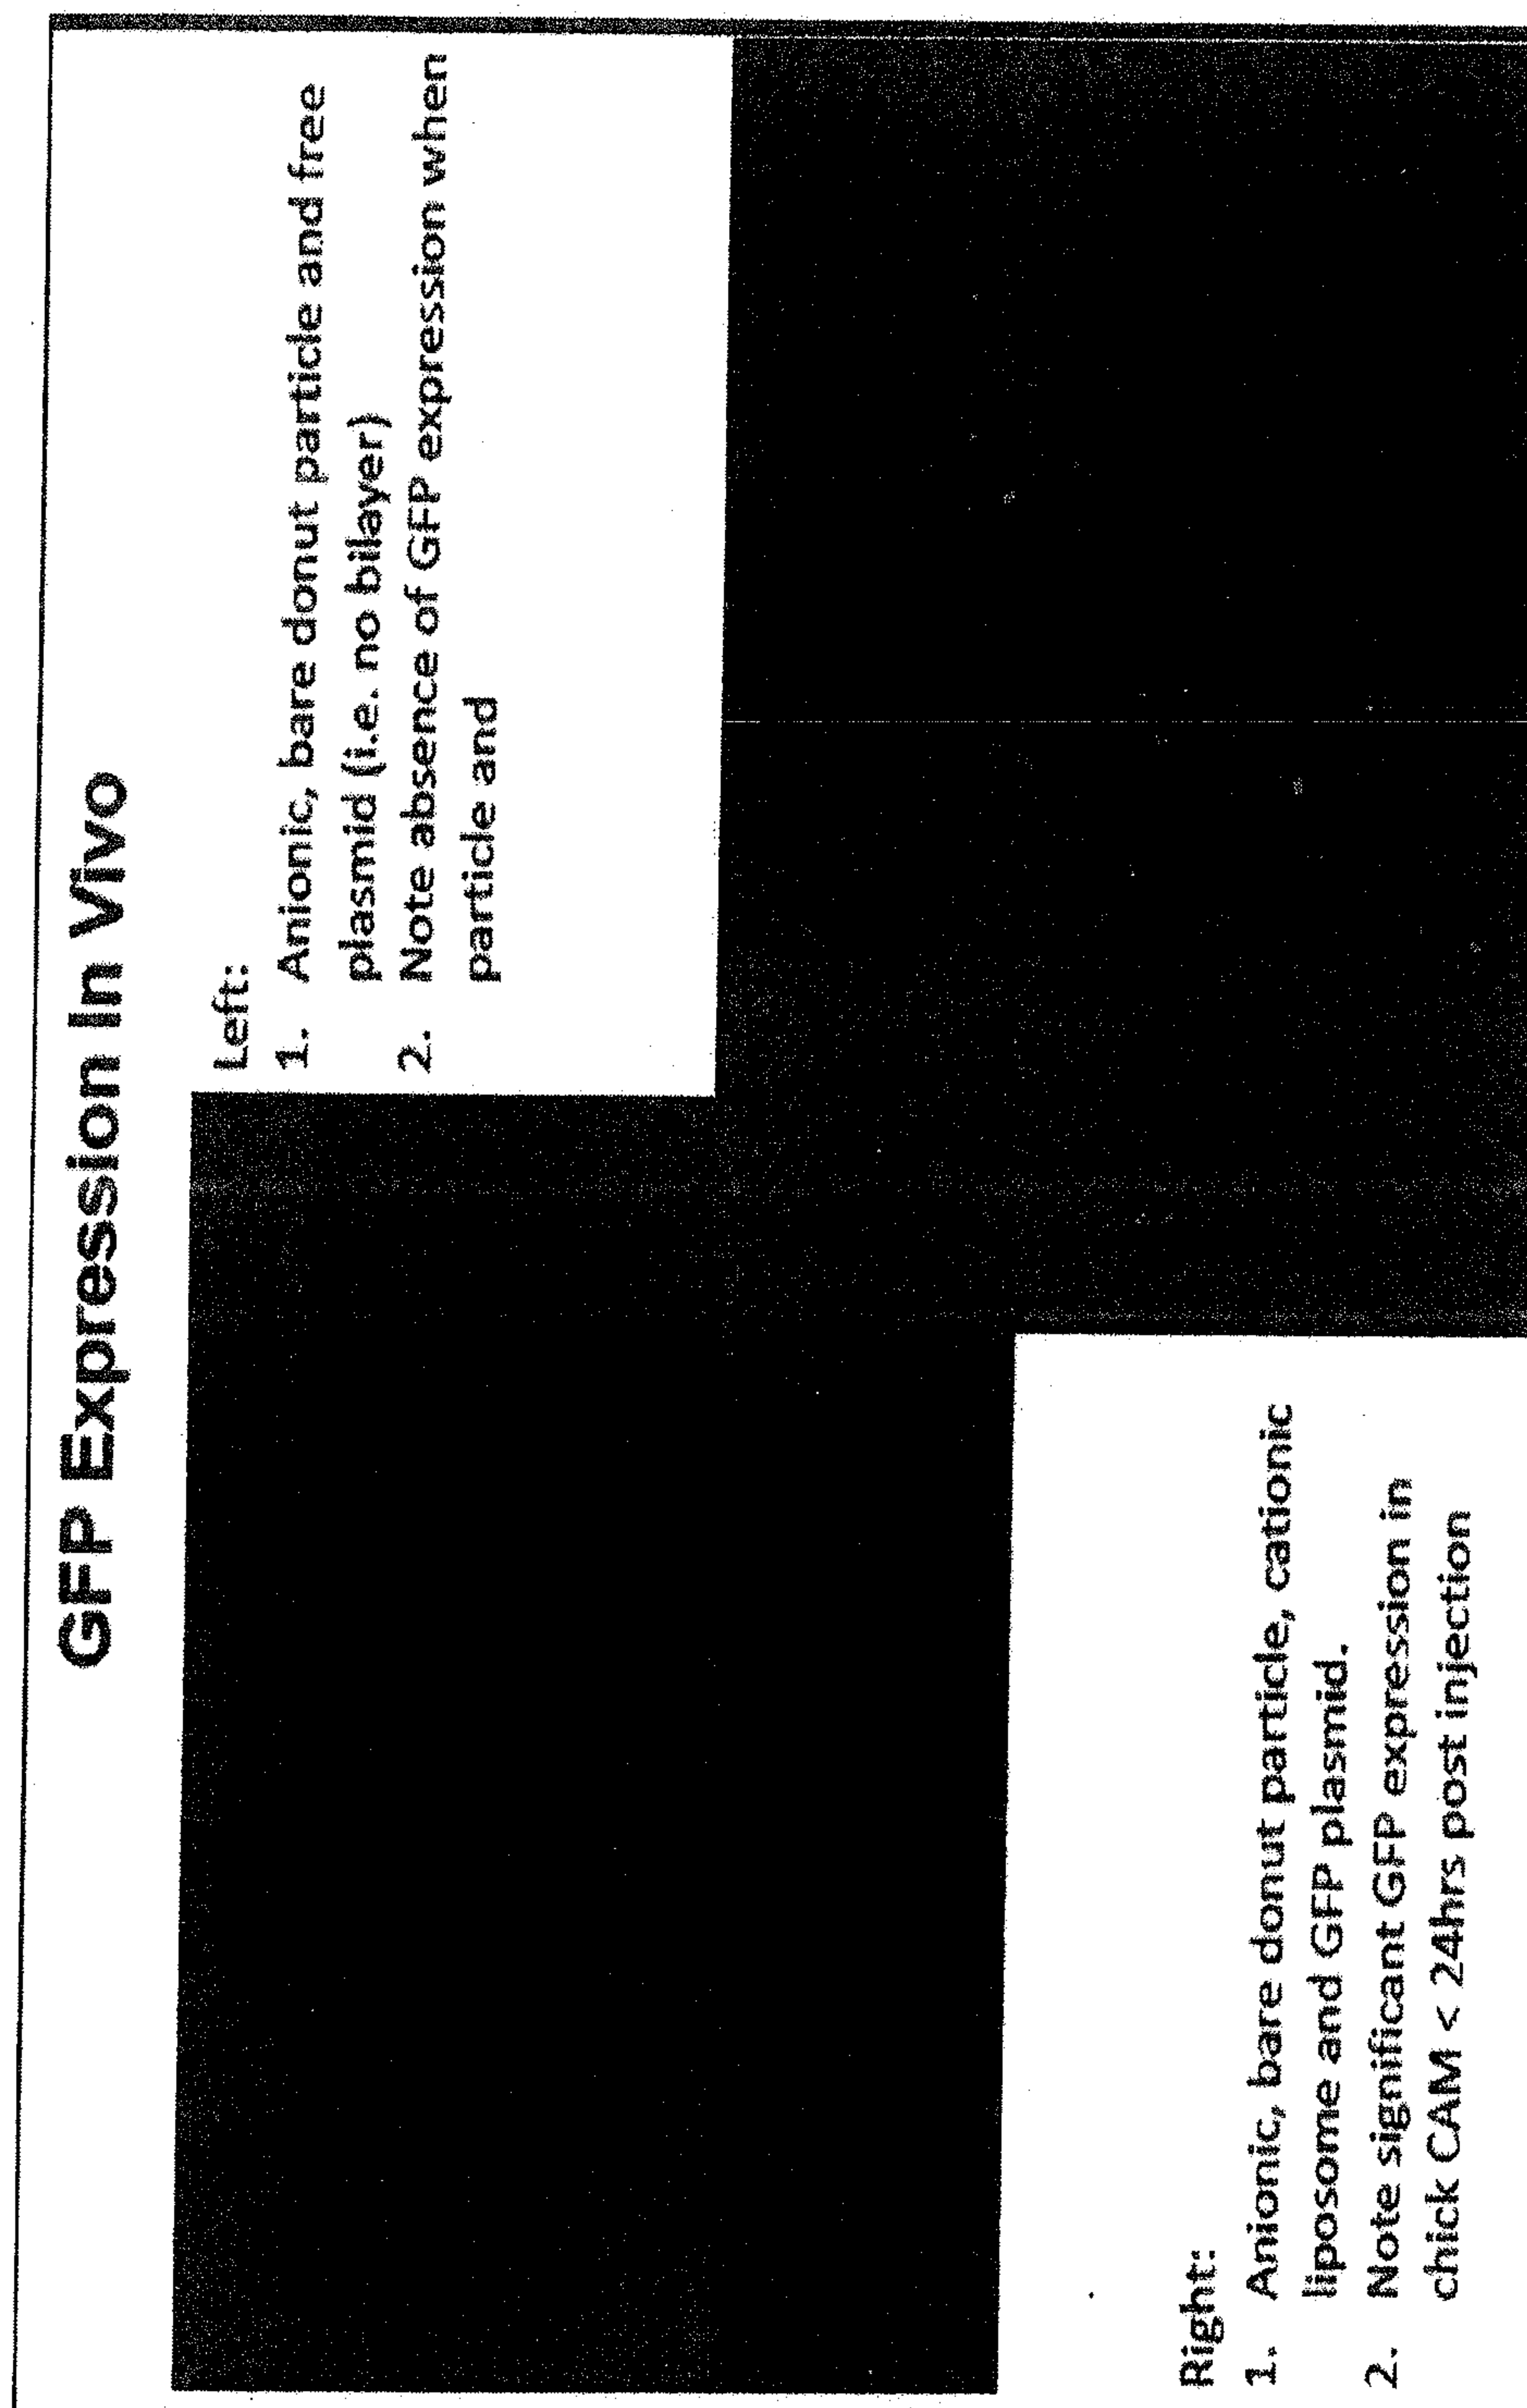 GFP Expression In Vivo
Left:
1. Anionic, bare donut particle and free
plasmid (i.e. no bilayer)
2. Note absence of GFP expression when
particle and
Right:
1. Anionic, bare donut particle, cationic
liposome and GFP plasmid.
2. Note significant GFP expression in
chick CAM < 24hrs post injection